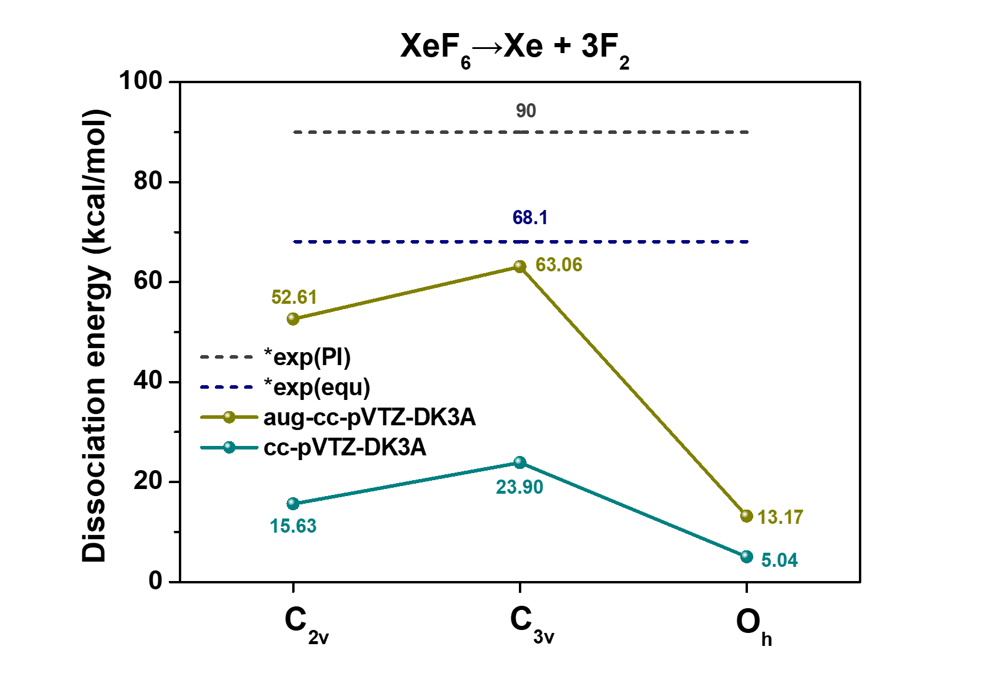 XeF₆→Xe + 3F₂
Dissociation energy (kcal/mol)
100
80
60
40
20
0
90
68.1
63.06
52.61
*exp(PI)
*exp(equ)
aug-cc-pVTZ-DK3A
cc-pVTZ-DK3A
23.90
15.63
13.17
5.04
C₂ᵥ
C₃ᵥ
Oₕ